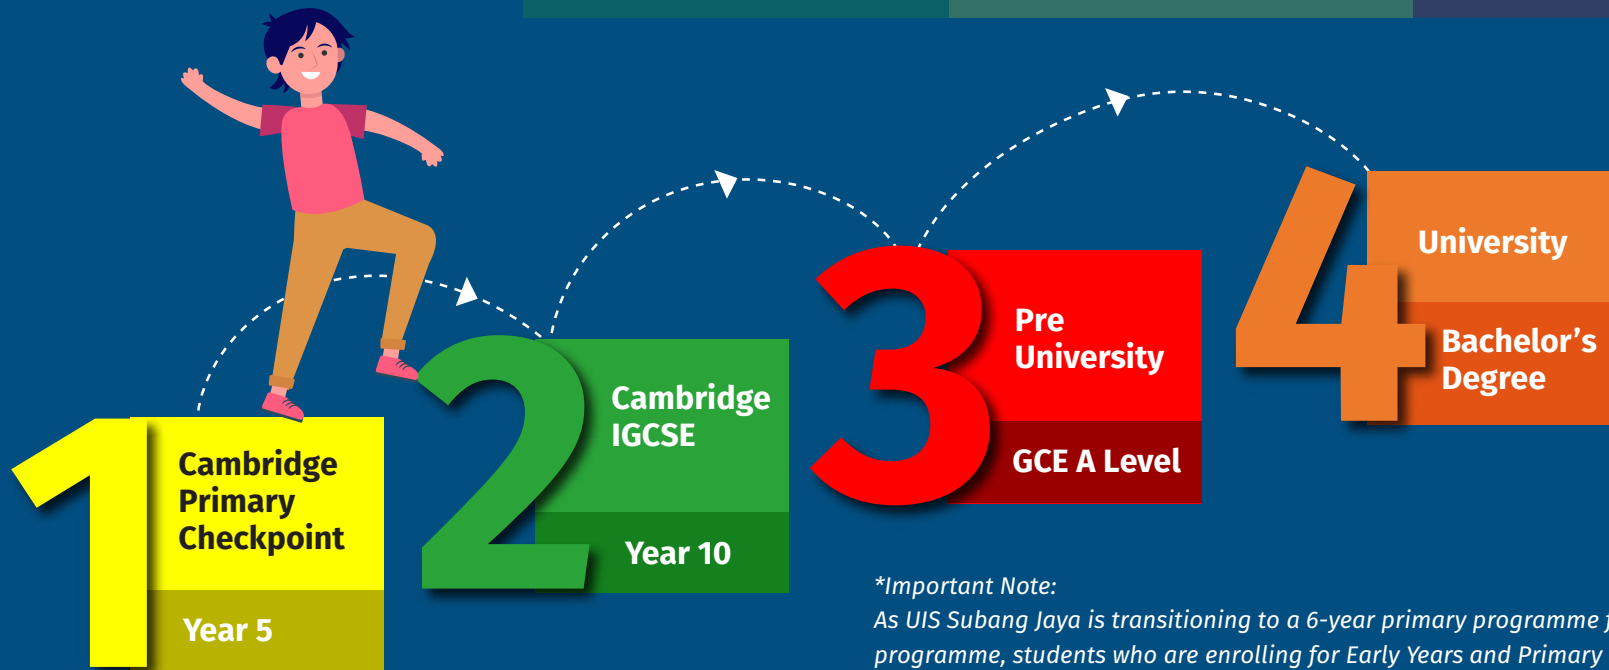 1
Cambridge
Primary
Checkpoint
Year 5
2
Cambridge
IGCSE
Year 10
3
Pre
University
GCE A Level
4
University
Bachelor’s
Degree
*Important Note:
As UIS Subang Jaya is transitioning to a 6-year primary programme
programme, students who are enrolling for Early Years and Primary